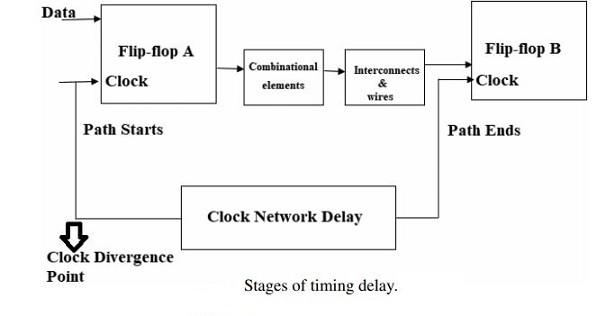 Data
Flip-flop A
Clock
Combinational
elements
Interconnects
&
wires
Flip-flop B
Clock
Path Starts
Path Ends
Clock Network Delay
Clock Divergence
Point
Stages of timing delay.